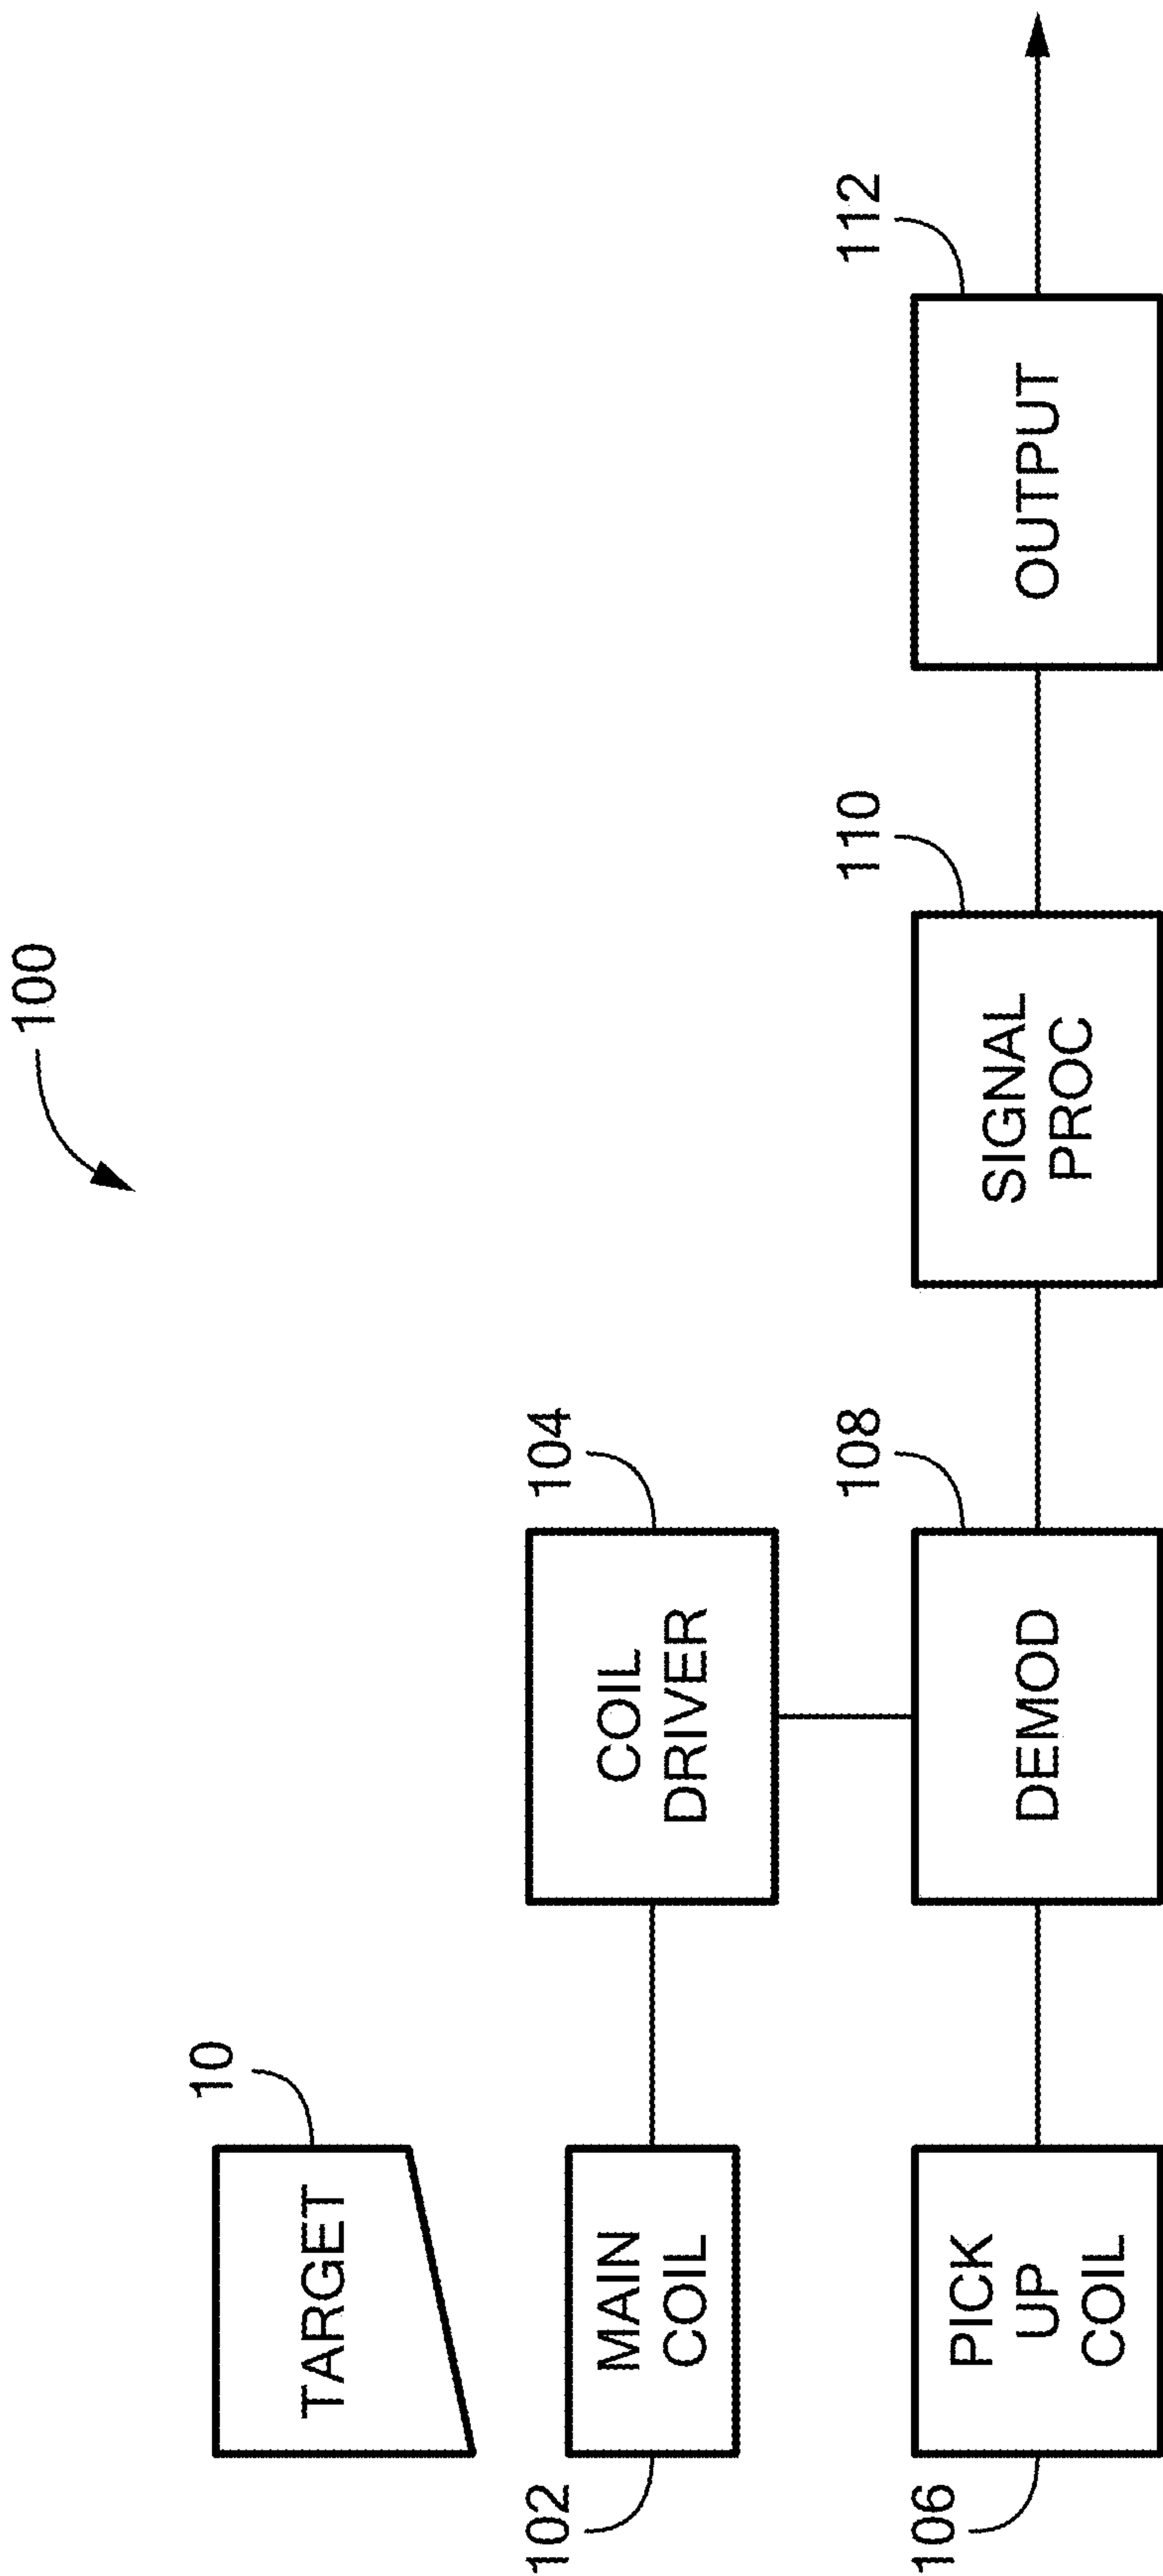 100
10
TARGET
102
MAIN
COIL
104
COIL
DRIVER
106
PICK
UP
COIL
108
DEMOD
110
SIGNAL
PROC
112
OUTPUT